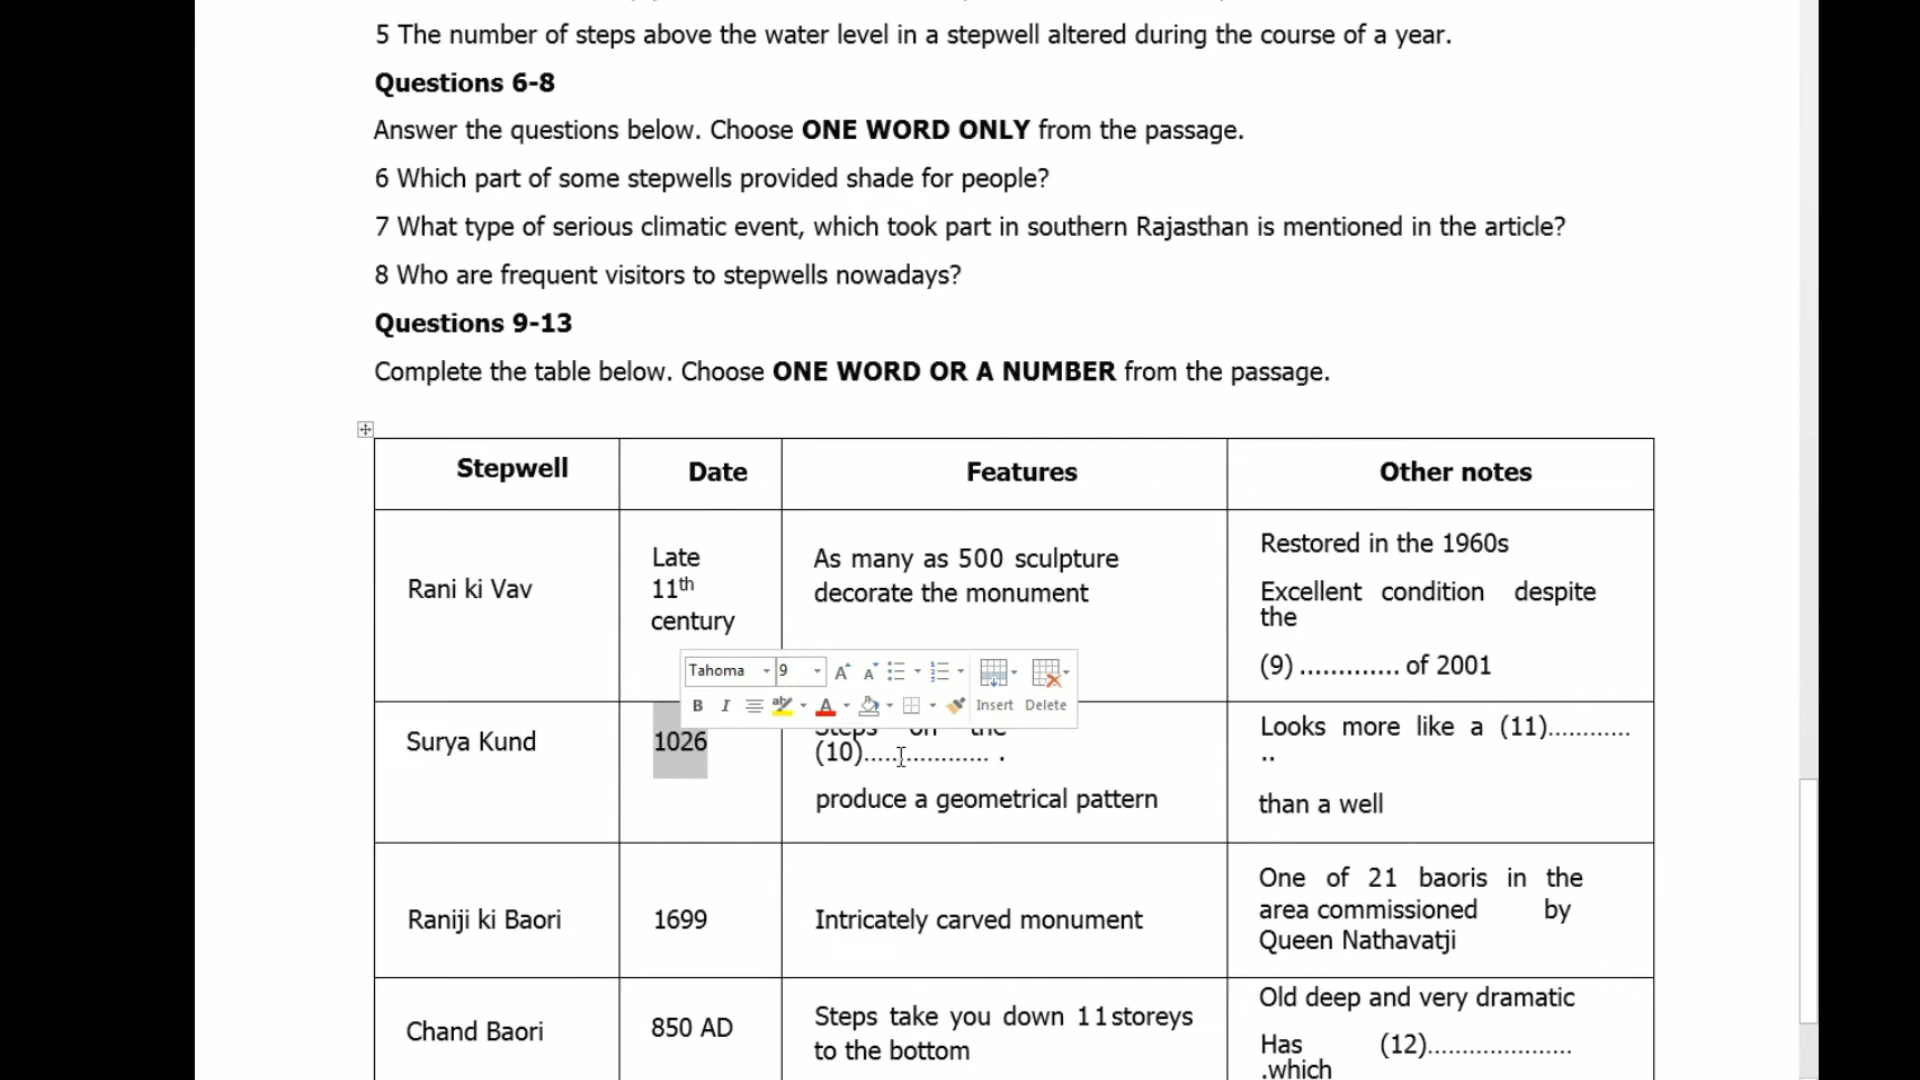 5 The number of steps above the water level in a stepwell altered during the course of a year.
Questions 6-8
Answer the questions below. Choose ONE WORD ONLY from the passage.
6 Which part of some stepwells provided shade for people?
7 What type of serious climatic event, which took part in southern Rajasthan is mentioned in the article?
8 Who are frequent visitors to stepwells nowadays?
Questions 9-13
Complete the table below. Choose ONE WORD OR A NUMBER from the passage.
Stepwell Date Features Other notes
Rani ki Vav
Late
11th
century
As many as 500 sculpture
decorate the monument
Restored in the 1960s
Excellent condition despite
the
(9) ............. of 2001
Tahoma 9
B I Insert Delete
Surya Kund
1026
Steps on the
(10).................. .
produce a geometrical pattern
Looks more like a (11)............
..
than a well
Raniji ki Baori
1699
Intricately carved monument
One of 21 baoris in the
area commissioned by
Queen Nathavatji
Chand Baori
850 AD
Steps take you down 11storeys
to the bottom
Old deep and very dramatic
Has (12).....................
.which